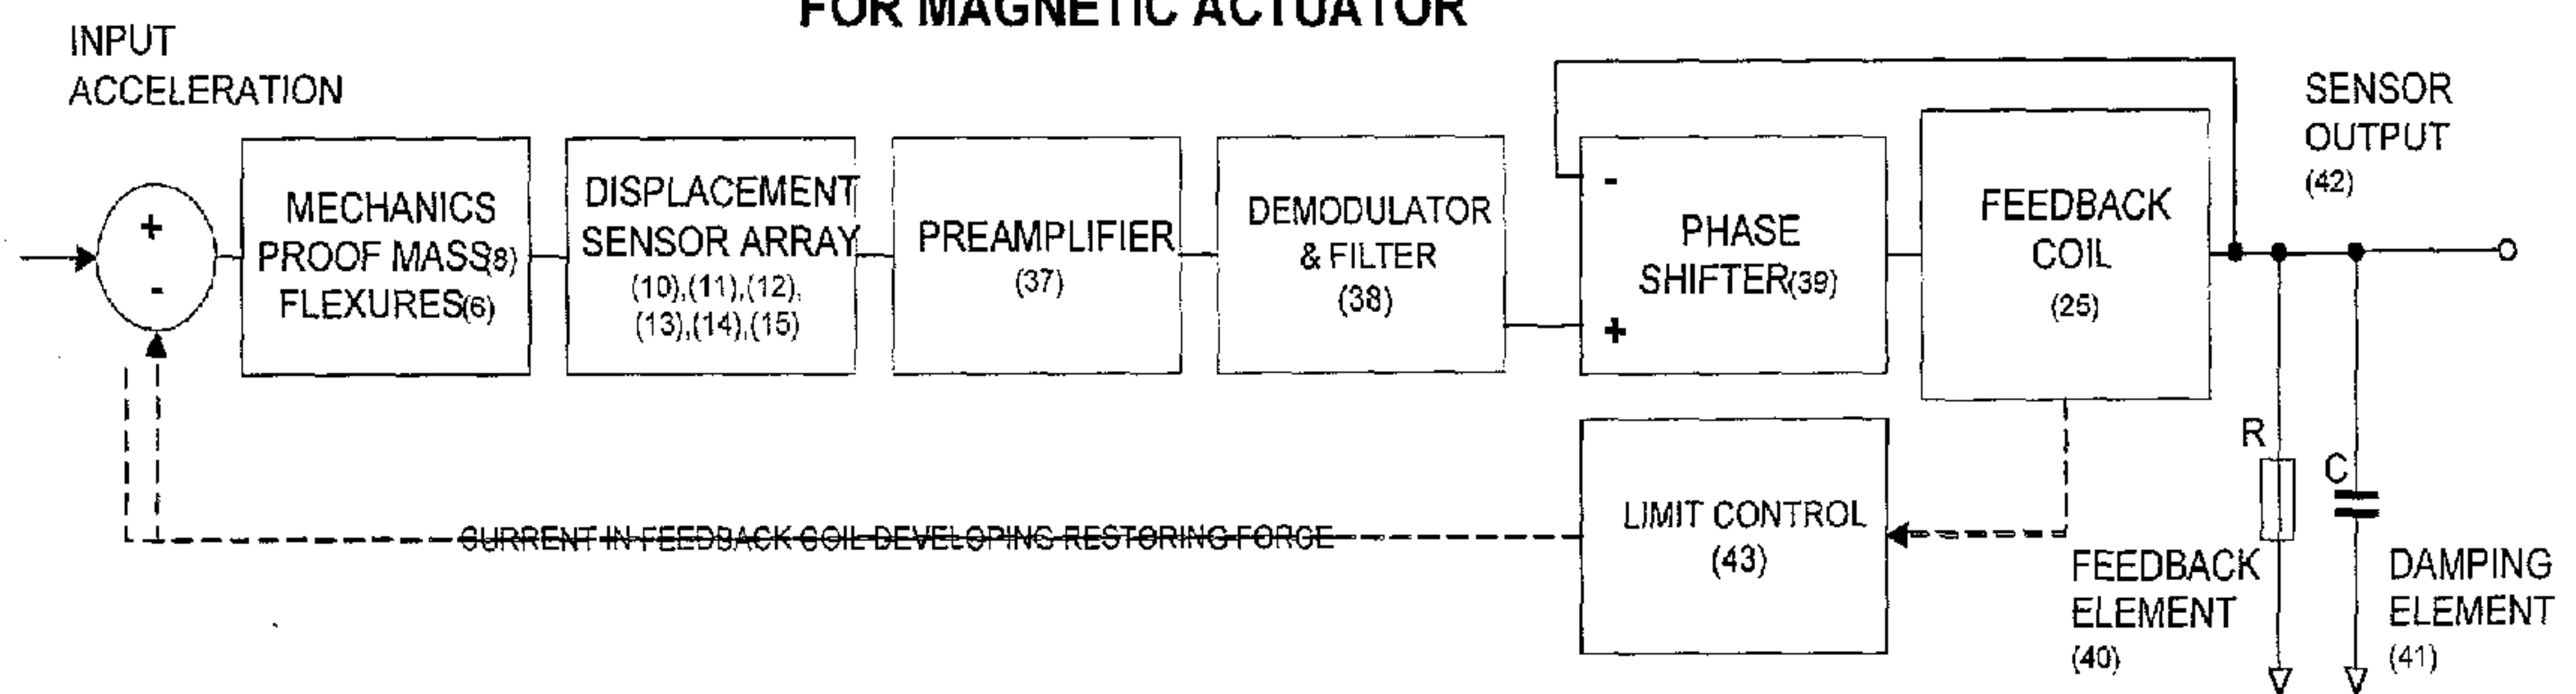 FOR MAGNETIC ACTUATOR
INPUT
ACCELERATION
+
-
MECHANICS
PROOF MASS(8)
FLEXURES(6)
DISPLACEMENT
SENSOR ARRAY
(10),(11),(12),
(13),(14),(15)
PREAMPLIFIER
(37)
DEMODULATOR
& FILTER
(38)
-
+
PHASE
SHIFTER(39)
FEEDBACK
COIL
(25)
SENSOR
OUTPUT
(42)
CURRENT IN FEEDBACK COIL DEVELOPING RESTORING FORCE
LIMIT CONTROL
(43)
R
C
FEEDBACK
ELEMENT
(40)
DAMPING
ELEMENT
(41)